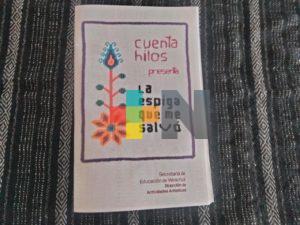 cuenta
hilos
presenta
La
espiga
que me
salvó
Secretaría de
Educación de Veracruz
Dirección de
Actividades Artísticas
N